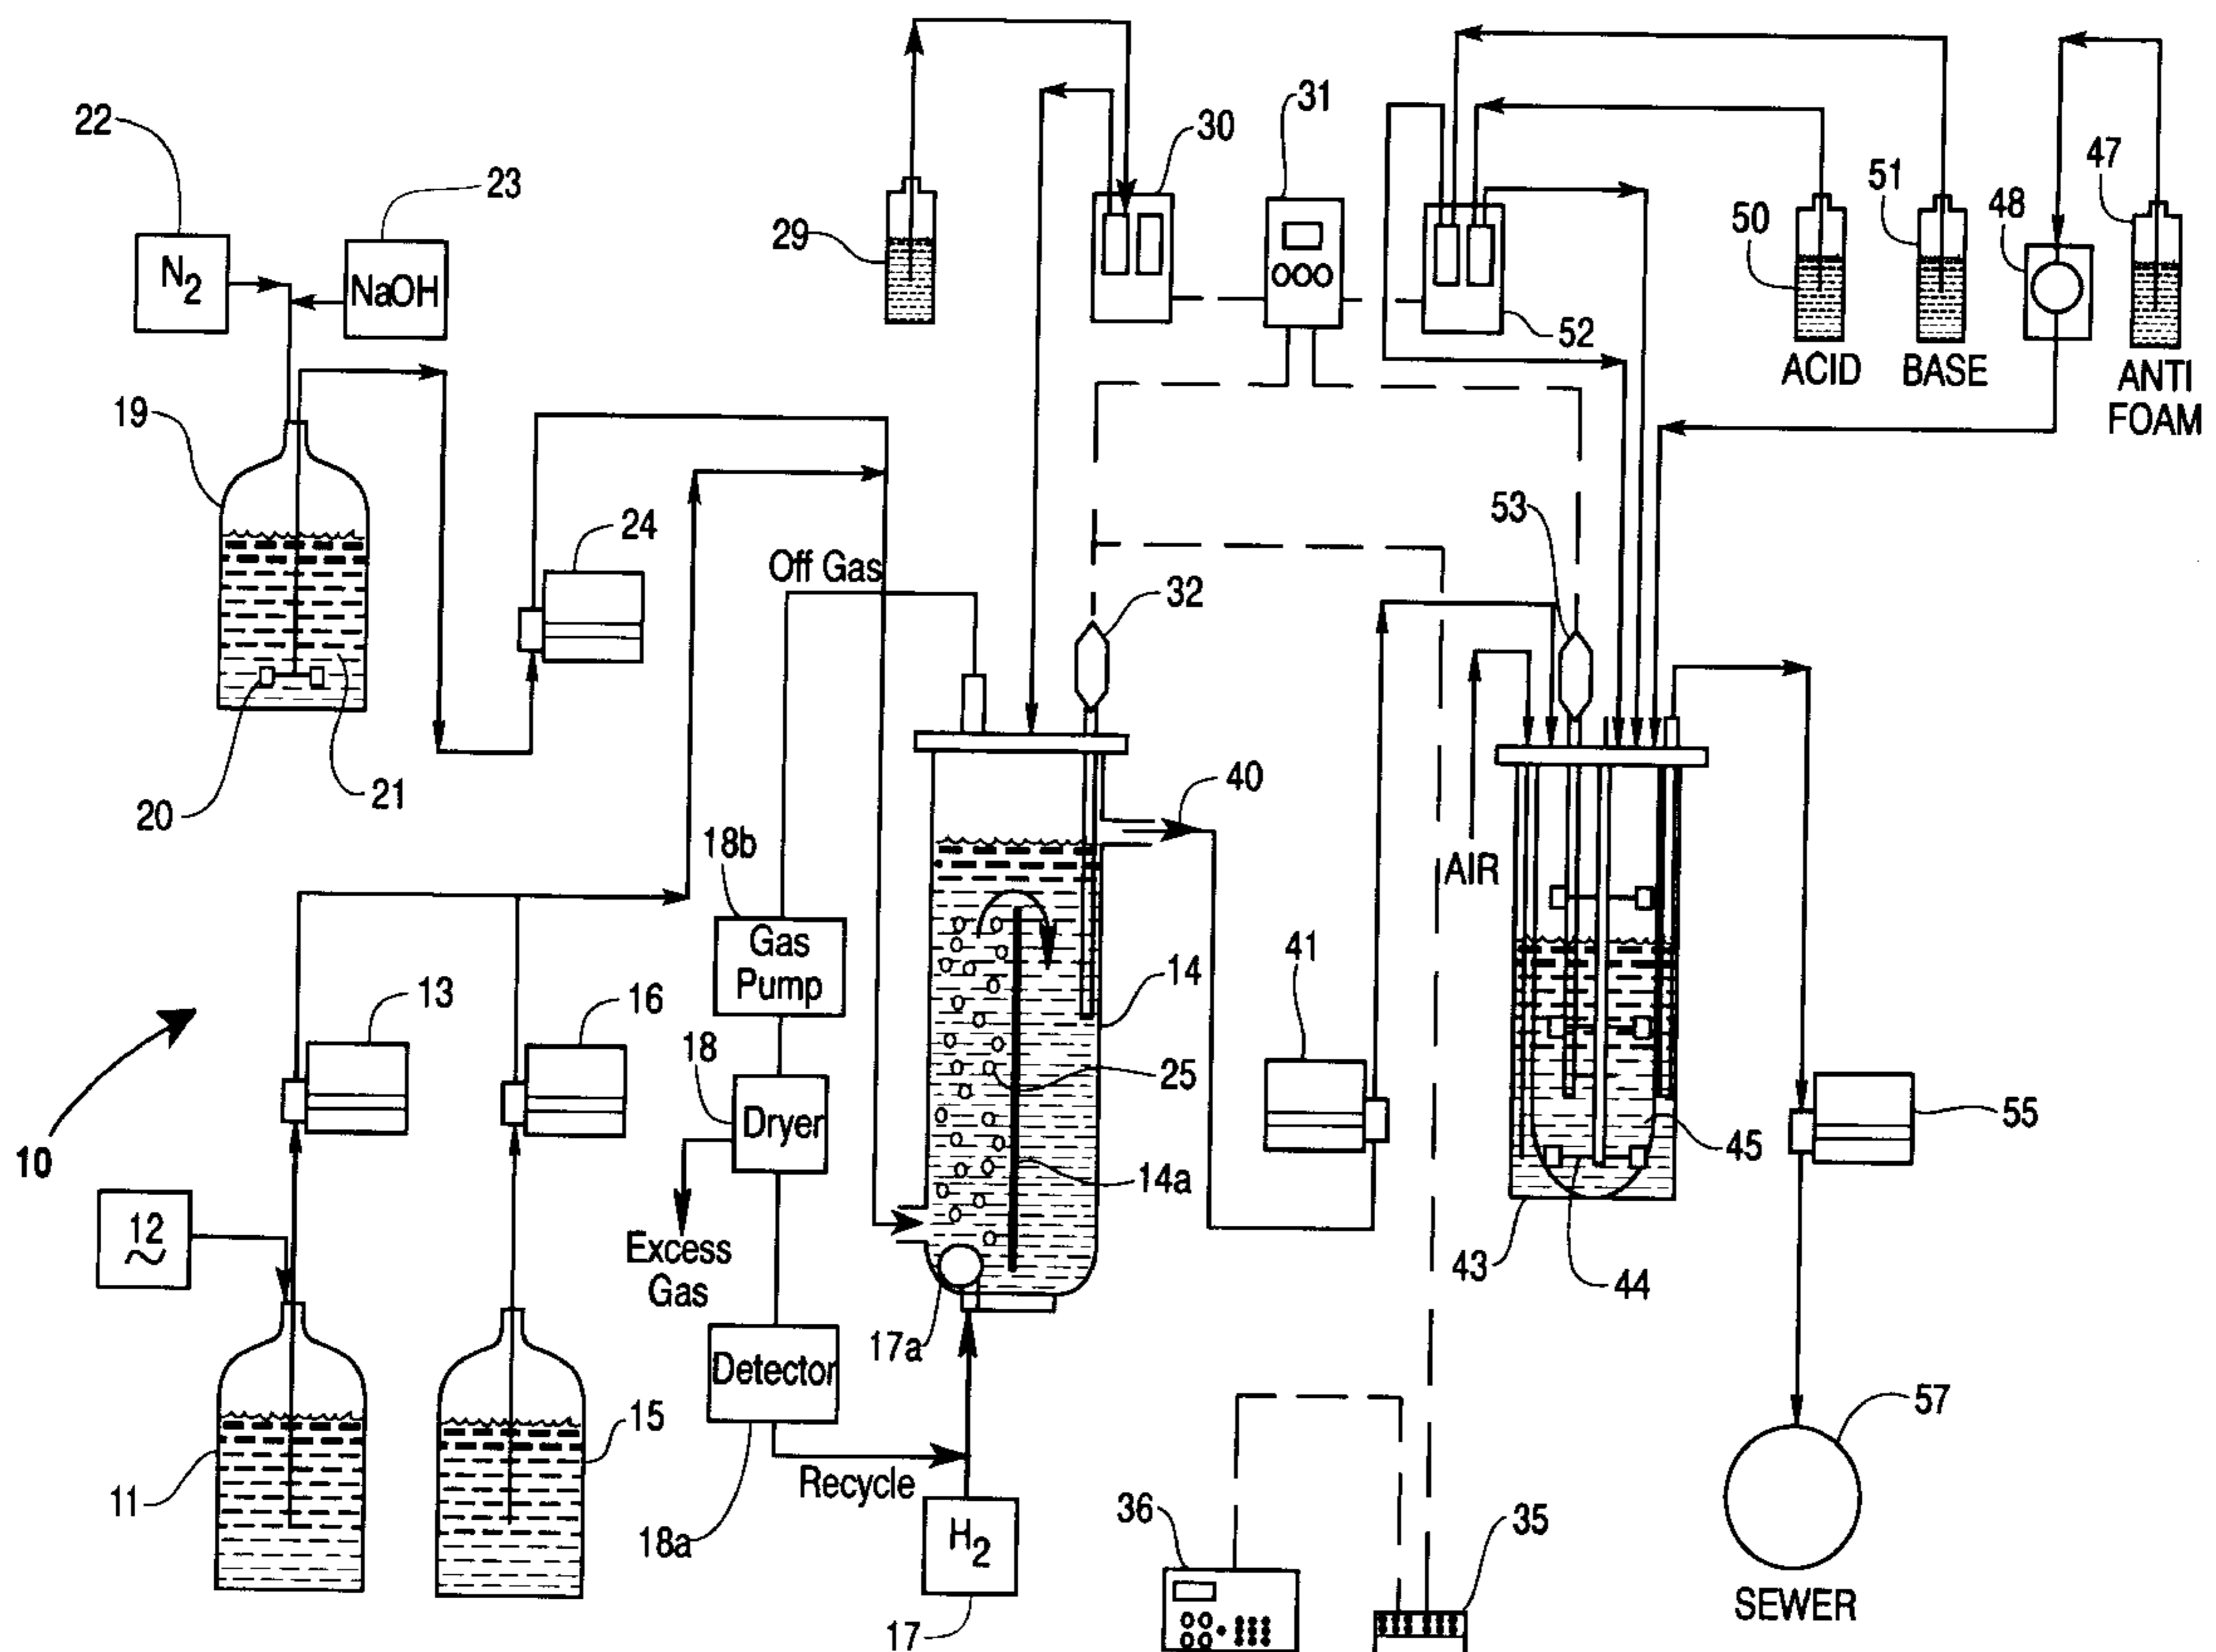 22
23
N2
NaOH
19
20
21
24
29
30
31
52
50
51
48
47
ACID
BASE
ANTI
FOAM
Off Gas
32
53
40
AIR
18b
Gas
Pump
14
41
13
16
18
Dryer
25
14a
45
55
10
12
Excess
Gas
43
44
17a
Detector
11
15
18a
Recycle
H2
17
36
35
57
SEWER